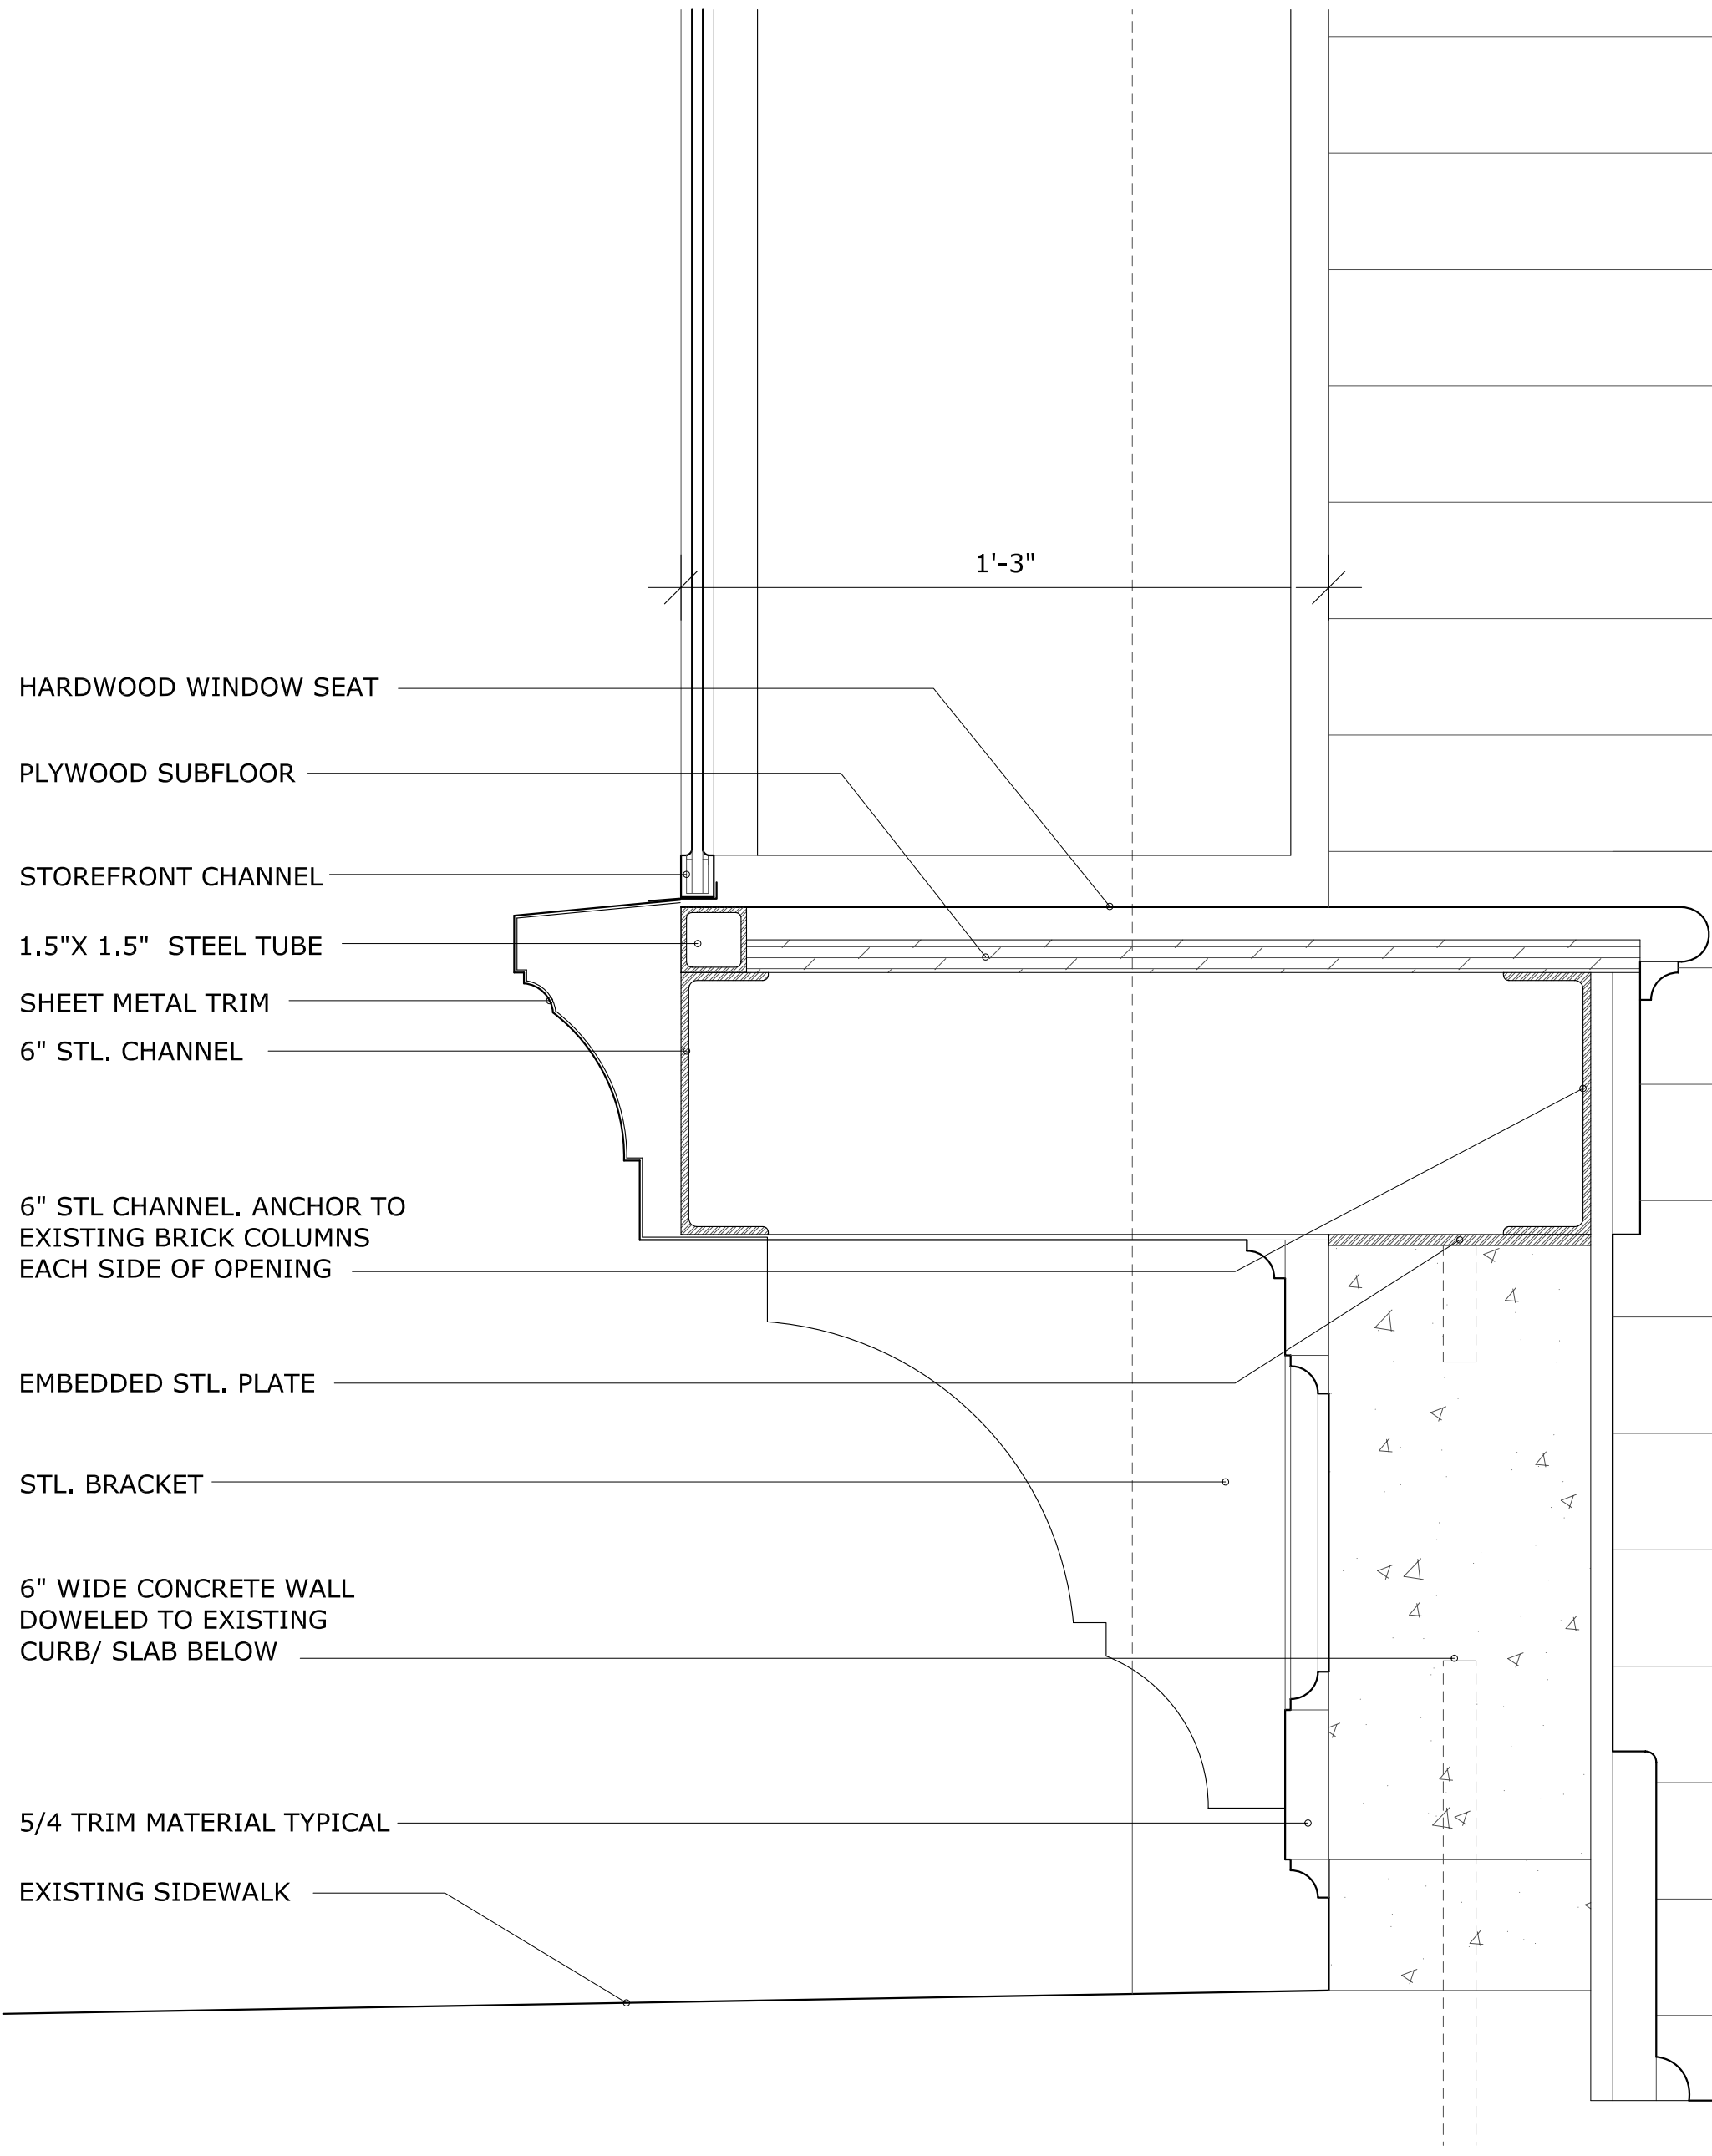 1'-3"
HARDWOOD WINDOW SEAT
PLYWOOD SUBFLOOR
STOREFRONT CHANNEL
1.5"X 1.5"  STEEL TUBE
SHEET METAL TRIM
6" STL. CHANNEL
6" STL CHANNEL. ANCHOR TO
EXISTING BRICK COLUMNS
EACH SIDE OF OPENING
EMBEDDED STL. PLATE
STL. BRACKET
6" WIDE CONCRETE WALL
DOWELED TO EXISTING
CURB/ SLAB BELOW
5/4 TRIM MATERIAL TYPICAL
EXISTING SIDEWALK